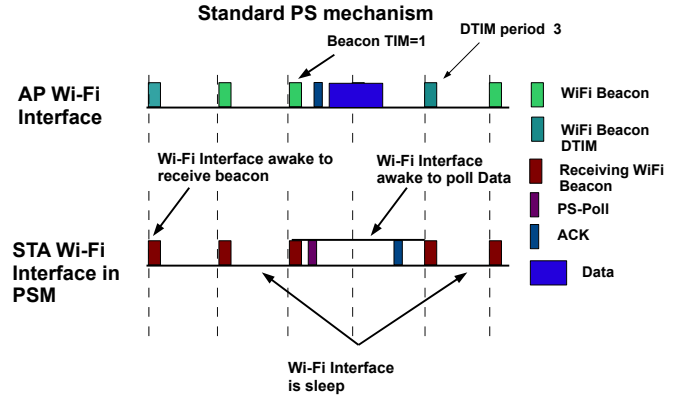 Standard PS mechanism
Beacon TIM=1
DTIM period 3
AP Wi-Fi
Interface
WiFi Beacon
WiFi Beacon
DTIM
Receiving WiFi
Beacon
PS-Poll
ACK
Data
Wi-Fi Interface awake to
receive beacon
Wi-Fi Interface
awake to poll Data
STA Wi-Fi
Interface in
PSM
Wi-Fi Interface
is sleep